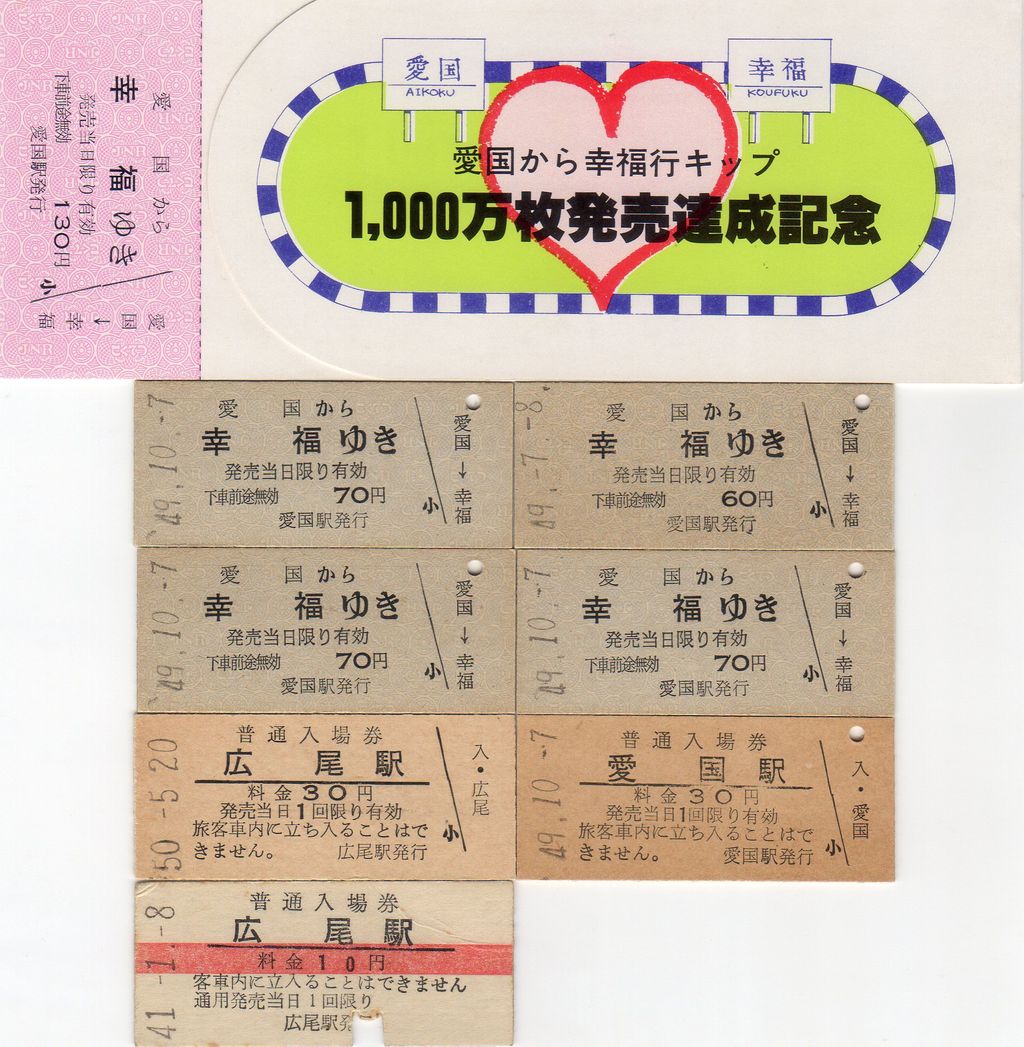 愛国から
幸福ゆき
発売当日限り有効
下車前途無効 130円
愛国駅発行
小
愛国→幸福
愛国
AIKOKU
幸福
KOUFUKU
愛国から幸福行キップ
1,000万枚発売達成記念
49.10.-7
愛国から
幸福ゆき
発売当日限り有効
下車前途無効 70円
愛国駅発行
小
愛国→幸福
49.-7.-8
愛国から
幸福ゆき
発売当日限り有効
下車前途無効 60円
愛国駅発行
小
愛国→幸福
49.10.-7
愛国から
幸福ゆき
発売当日限り有効
下車前途無効 70円
愛国駅発行
小
愛国→幸福
49.10.-7
愛国から
幸福ゆき
発売当日限り有効
下車前途無効 70円
愛国駅発行
小
愛国→幸福
50.-5.20
普通入場券
広尾駅
料金30円
発売当日1回限り有効
旅客車内に立ち入ることはで
きません。 広尾駅発行
小
入・広尾
49.10.-7
普通入場券
愛国駅
料金30円
発売当日1回限り有効
旅客車内に立ち入ることはで
きません。 愛国駅発行
小
入・愛国
41.-1.-8
普通入場券
広尾駅
料金10円
客車内に立入ることはできません
通用発売当日1回限り
広尾駅発